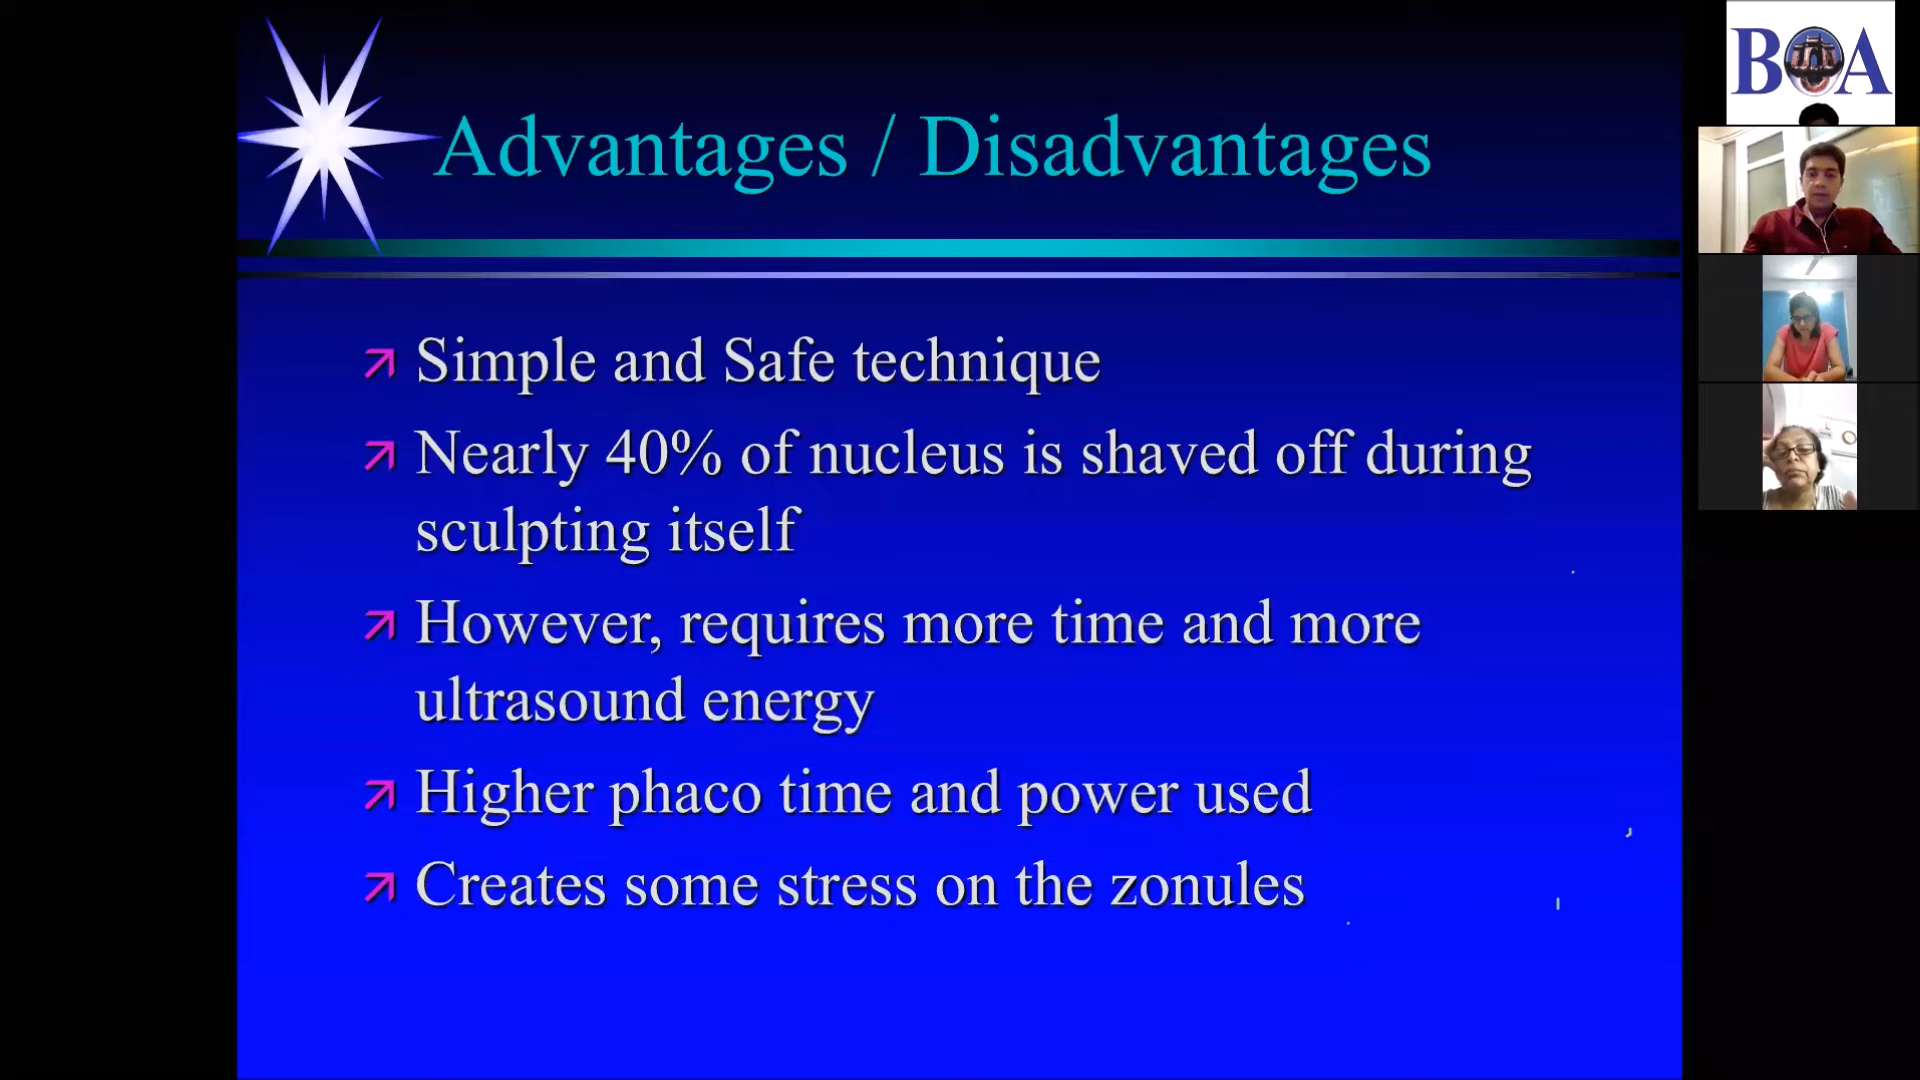 BOA
Advantages / Disadvantages
Simple and Safe technique
Nearly 40% of nucleus is shaved off during
sculpting itself
However, requires more time and more
ultrasound energy
Higher phaco time and power used
Creates some stress on the zonules